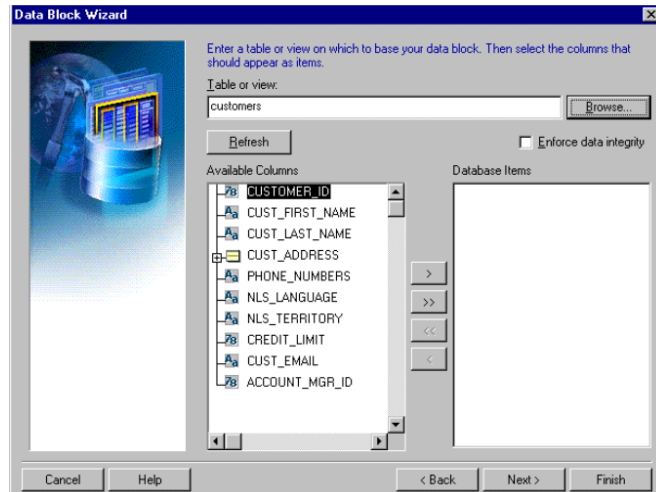 Data Block Wizard
Enter a table or view on which to base your data block. Then select the columns that
should appear as items.
Table or view:
customers
Browse...
Refresh
Enforce data integrity
Available Columns
Database Items
CUSTOMER_ID
CUST_FIRST_NAME
CUST_LAST_NAME
CUST_ADDRESS
PHONE_NUMBERS
NLS_LANGUAGE
NLS_TERRITORY
CREDIT_LIMIT
CUST_EMAIL
ACCOUNT_MGR_ID
>
>>
<<
<
Cancel
Help
< Back
Next >
Finish